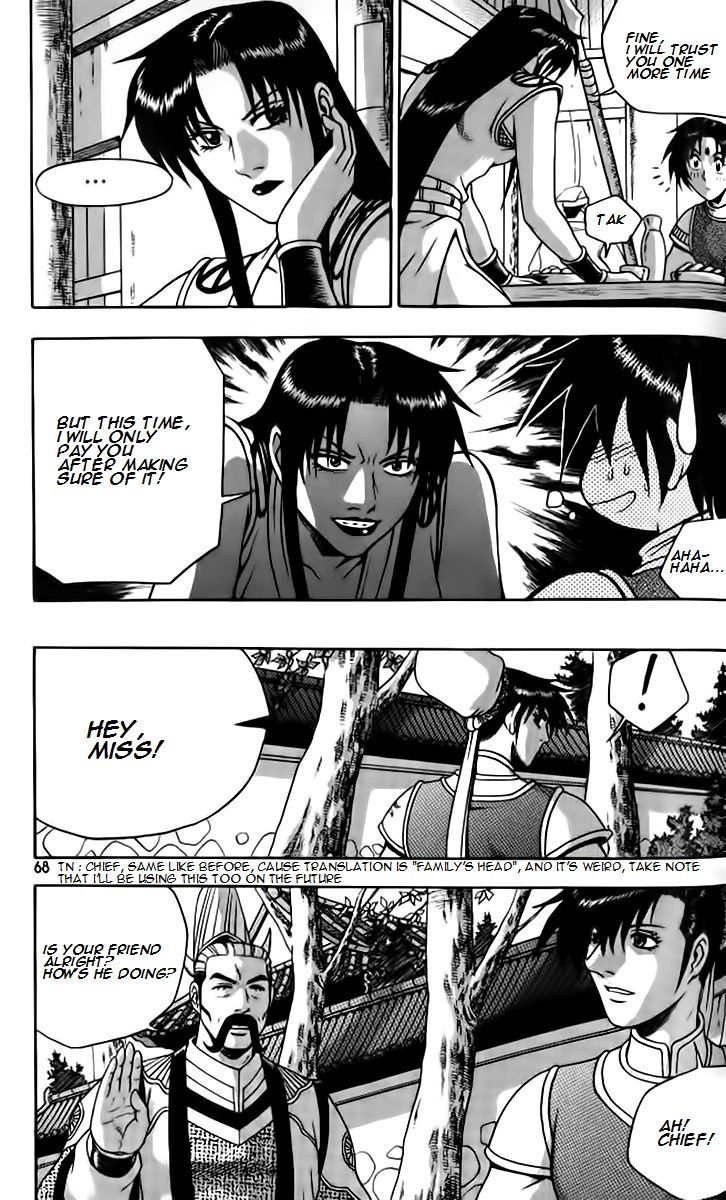 ...
FINE,
I WILL TRUST
YOU ONE
MORE TIME
TAK
BUT THIS TIME,
I WILL ONLY
PAY YOU
AFTER MAKING
SURE OF IT!
AHA-
HAHA...
HEY,
MISS!
!
68
TN : CHIEF, SAME LIKE BEFORE, CAUSE TRANSLATION IS "FAMILY'S HEAD", AND IT'S WEIRD, TAKE NOTE
THAT I'LL BE USING THIS TOO ON THE FUTURE
IS YOUR FRIEND
ALRIGHT?
HOW'S HE DOING?
AH!
CHIEF!